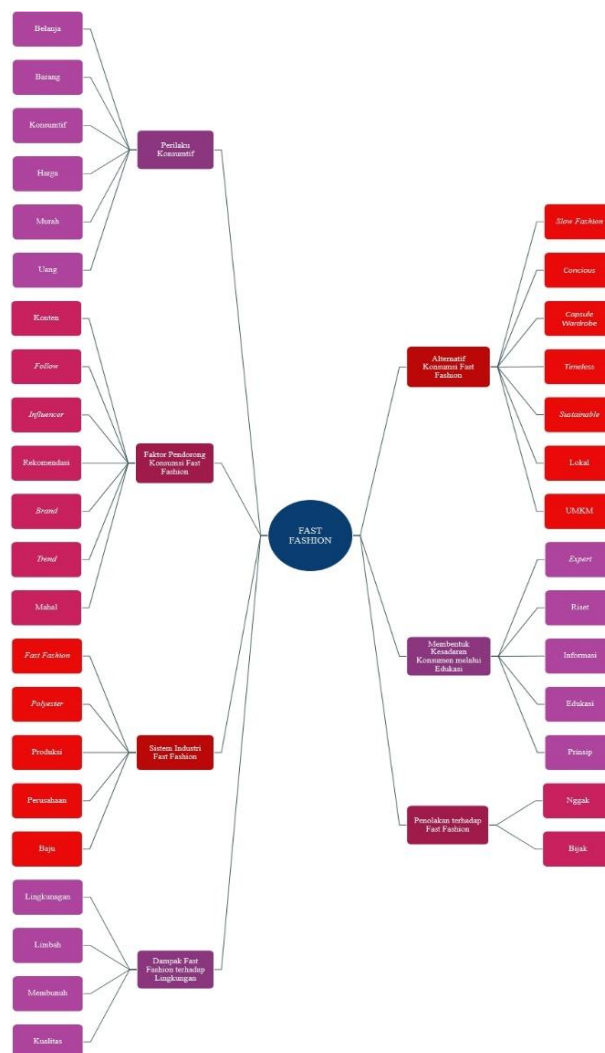 Belanja
Barang
Konsumtif
Harga
Murah
Uang
Perilaku
Konsumtif
Konten
Follow
Influencer
Rekomendasi
Brand
Trend
Mahal
Faktor Pendorong
Konsumsi Fast
Fashion
Fast Fashion
Polyester
Produksi
Perusahaan
Baju
Sistem Industri
Fast Fashion
Lingkunagan
Limbah
Membunuh
Kualitas
Dampak Fast
Fashion terhadap
Lingkungan
FAST
FASHION
Alternatif
Konsumsi Fast
Fashion
Slow Fashion
Concious
Capsule
Wardrobe
Timeless
Sustainable
Lokal
UMKM
Membentuk
Kesadaran
Konsumen melalui
Edukasi
Expert
Riset
Informasi
Edukasi
Prinsip
Penolakan terhadap
Fast Fashion
Nggak
Bijak